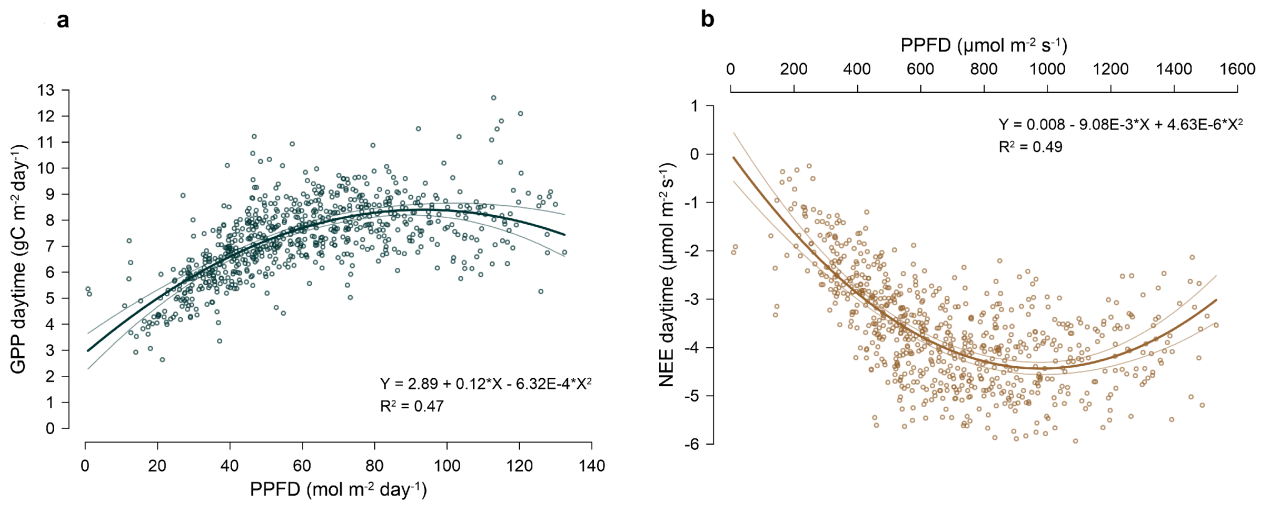 a
GPP daytime (gC m⁻² day⁻¹)
13
12
11
10
9
8
7
6
5
4
3
2
1
0
Y = 2.89 + 0.12*X - 6.32E-4*X²
R² = 0.47
0 20 40 60 80 100 120 140
PPFD (mol m⁻² day⁻¹)
b
PPFD (µmol m⁻² s⁻¹)
0 200 400 600 800 1000 1200 1400 1600
NEE daytime (µmol m⁻² s⁻¹)
1
0
-1
-2
-3
-4
-5
-6
Y = 0.008 - 9.08E-3*X + 4.63E-6*X²
R² = 0.49